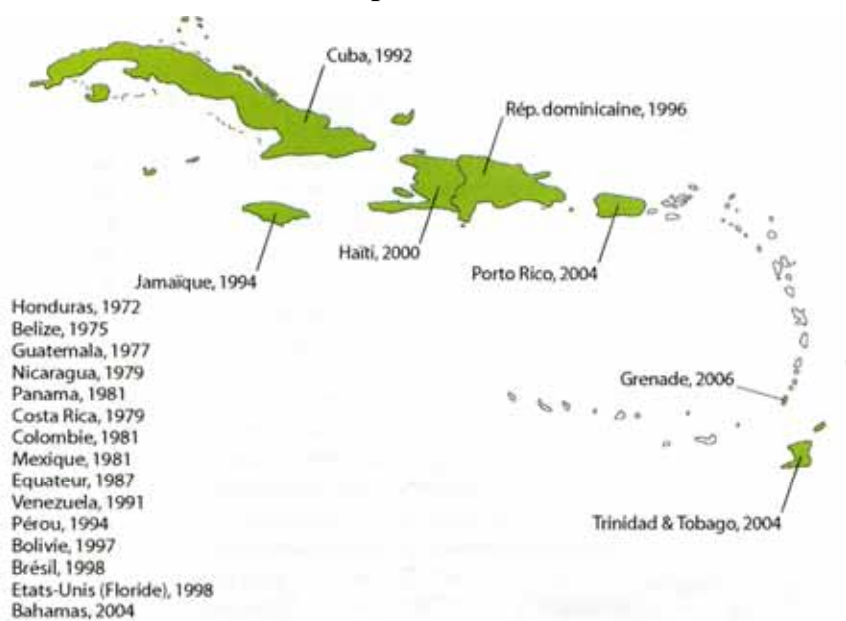 Cuba, 1992
Rép. dominicaine, 1996
Haïti, 2000
Porto Rico, 2004
Jamaïque, 1994
Honduras, 1972
Belize, 1975
Guatemala, 1977
Nicaragua, 1979
Panama, 1981
Costa Rica, 1979
Colombie, 1981
Mexique, 1981
Equateur, 1987
Venezuela, 1991
Pérou, 1994
Bolivie, 1997
Brésil, 1998
Etats-Unis (Floride), 1998
Bahamas, 2004
Grenade, 2006
Trinidad & Tobago, 2004